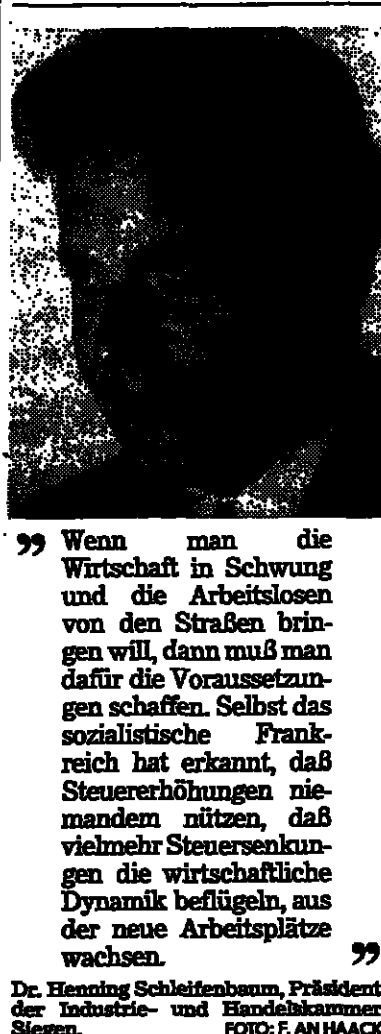 „ Wenn man die
Wirtschaft in Schwung
und die Arbeitslosen
von den Straßen brin-
gen will, dann muß man
dafür die Voraussetzun-
gen schaffen. Selbst das
sozialistische Frank-
reich hat erkannt, daß
Steuererhöhungen nie-
mandem nützen, daß
vielmehr Steuersenkun-
gen die wirtschaftliche
Dynamik beflügeln, aus
der neue Arbeitsplätze
wachsen. ”
Dr. Henning Schleifenbaum, Präsident
der Industrie- und Handelskammer
Siegen. FOTO: F. AN HAACK